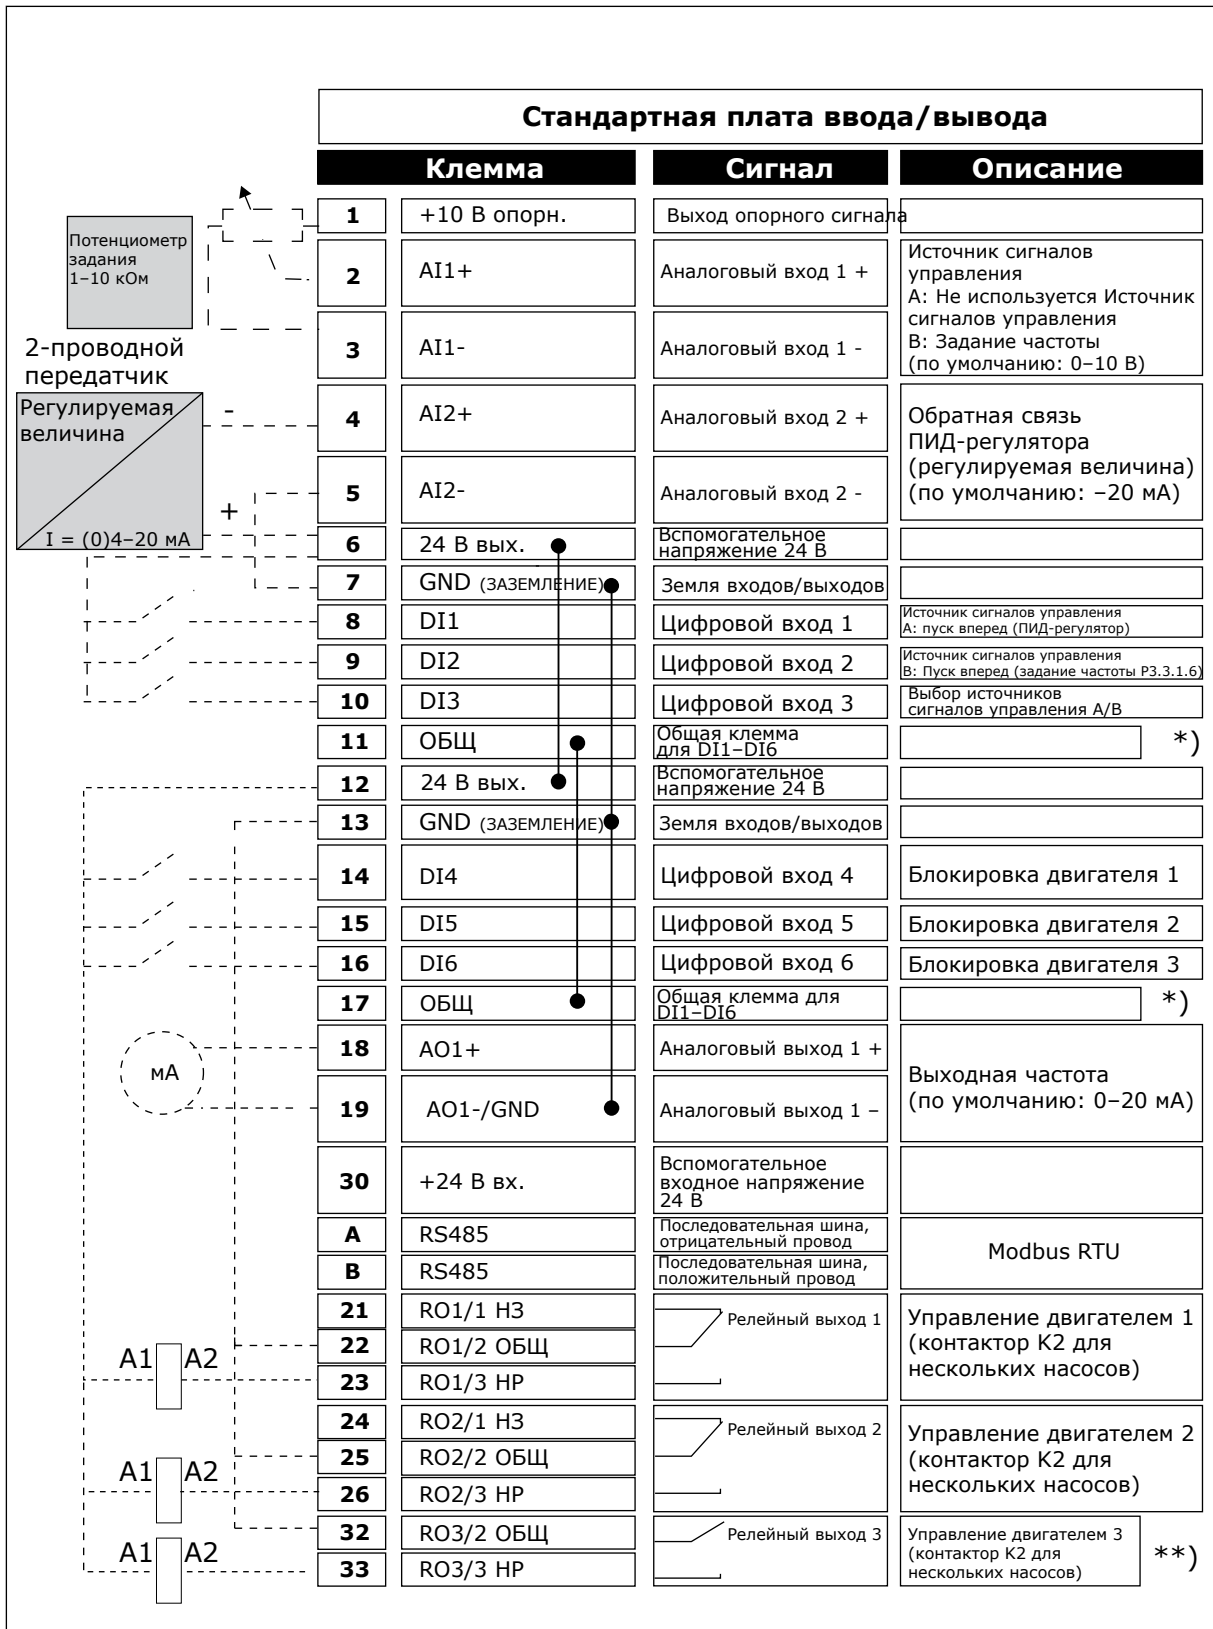 Стандартная плата ввода/вывода
Клемма Сигнал Описание
Потенциометр
задания
1–10 кОм
1 +10 В опорн. Выход опорного сигнала
2 AI1+ Аналоговый вход 1 +
Источник сигналов
управления
А: Не используется Источник
сигналов управления
В: Задание частоты
(по умолчанию: 0–10 В)
3 AI1- Аналоговый вход 1 -
2-проводной
передатчик
Регулируемая
величина
-
+
I = (0)4–20 мА
4 AI2+ Аналоговый вход 2 +
Обратная связь
ПИД-регулятора
(регулируемая величина)
(по умолчанию: –20 мА)
5 AI2- Аналоговый вход 2 -
6 24 В вых. Вспомогательное
напряжение 24 В
7 GND (ЗАЗЕМЛЕНИЕ) Земля входов/выходов
8 DI1 Цифровой вход 1
Источник сигналов управления
А: пуск вперед (ПИД-регулятор)
9 DI2 Цифровой вход 2
Источник сигналов управления
В: Пуск вперед (задание частоты P3.3.1.6)
10 DI3 Цифровой вход 3
Выбор источников
сигналов управления А/В
11 ОБЩ Общая клемма
для DI1–DI6
*)
12 24 В вых. Вспомогательное
напряжение 24 В
13 GND (ЗАЗЕМЛЕНИЕ) Земля входов/выходов
14 DI4 Цифровой вход 4 Блокировка двигателя 1
15 DI5 Цифровой вход 5 Блокировка двигателя 2
16 DI6 Цифровой вход 6 Блокировка двигателя 3
17 ОБЩ Общая клемма для
DI1–DI6
*)
мА
18 AO1+ Аналоговый выход 1 +
Выходная частота
(по умолчанию: 0–20 мА)
19 AO1-/GND Аналоговый выход 1 –
30 +24 В вх. Вспомогательное
входное напряжение
24 В
A RS485 Последовательная шина,
отрицательный провод
Modbus RTU
B RS485 Последовательная шина,
положительный провод
21 RO1/1 НЗ Релейный выход 1
Управление двигателем 1
(контактор K2 для
нескольких насосов)
22 RO1/2 ОБЩ
A1 A2
23 RO1/3 НР
24 RO2/1 НЗ Релейный выход 2
Управление двигателем 2
(контактор K2 для
нескольких насосов)
25 RO2/2 ОБЩ
A1 A2
26 RO2/3 НР
32 RO3/2 ОБЩ Релейный выход 3
Управление двигателем 3
(контактор K2 для
нескольких насосов)
**)
A1 A2
33 RO3/3 НР